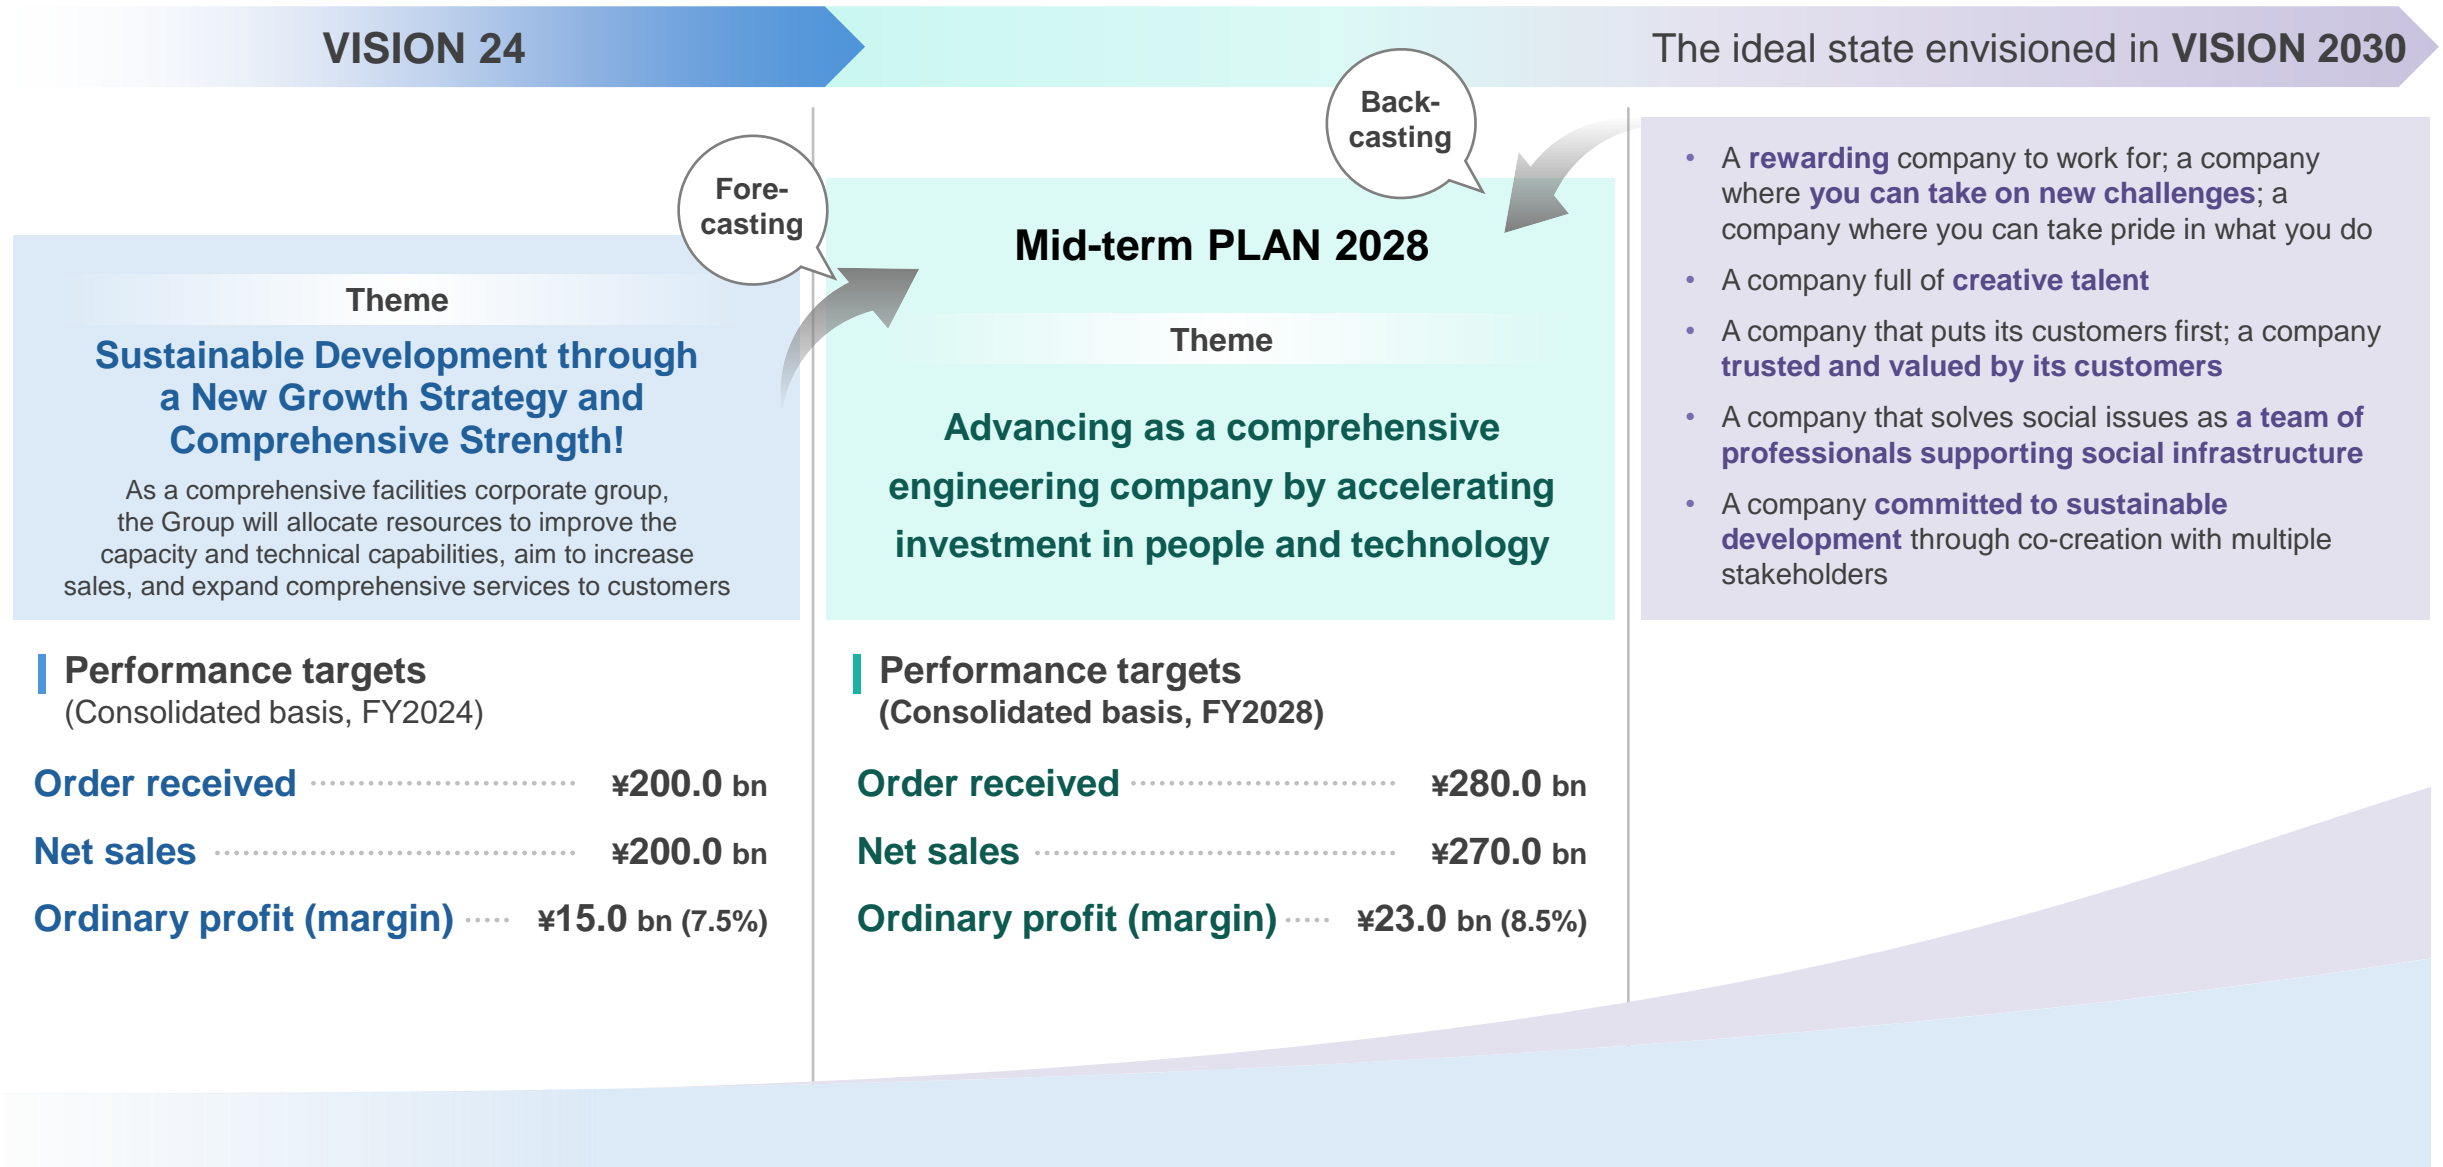 VISION 24
The ideal state envisioned in VISION 2030
Fore-
casting
Theme
Sustainable Development through
a New Growth Strategy and
Comprehensive Strength!
As a comprehensive facilities corporate group,
the Group will allocate resources to improve the
capacity and technical capabilities, aim to increase
sales, and expand comprehensive services to customers
Performance targets
(Consolidated basis, FY2024)
Order received ¥200.0 bn
Net sales ¥200.0 bn
Ordinary profit (margin) ¥15.0 bn (7.5%)
Back-
casting
Mid-term PLAN 2028
Theme
Advancing as a comprehensive
engineering company by accelerating
investment in people and technology
Performance targets
(Consolidated basis, FY2028)
Order received ¥280.0 bn
Net sales ¥270.0 bn
Ordinary profit (margin) ¥23.0 bn (8.5%)
• A rewarding company to work for; a company
where you can take on new challenges; a
company where you can take pride in what you do
• A company full of creative talent
• A company that puts its customers first; a company
trusted and valued by its customers
• A company that solves social issues as a team of
professionals supporting social infrastructure
• A company committed to sustainable
development through co-creation with multiple
stakeholders